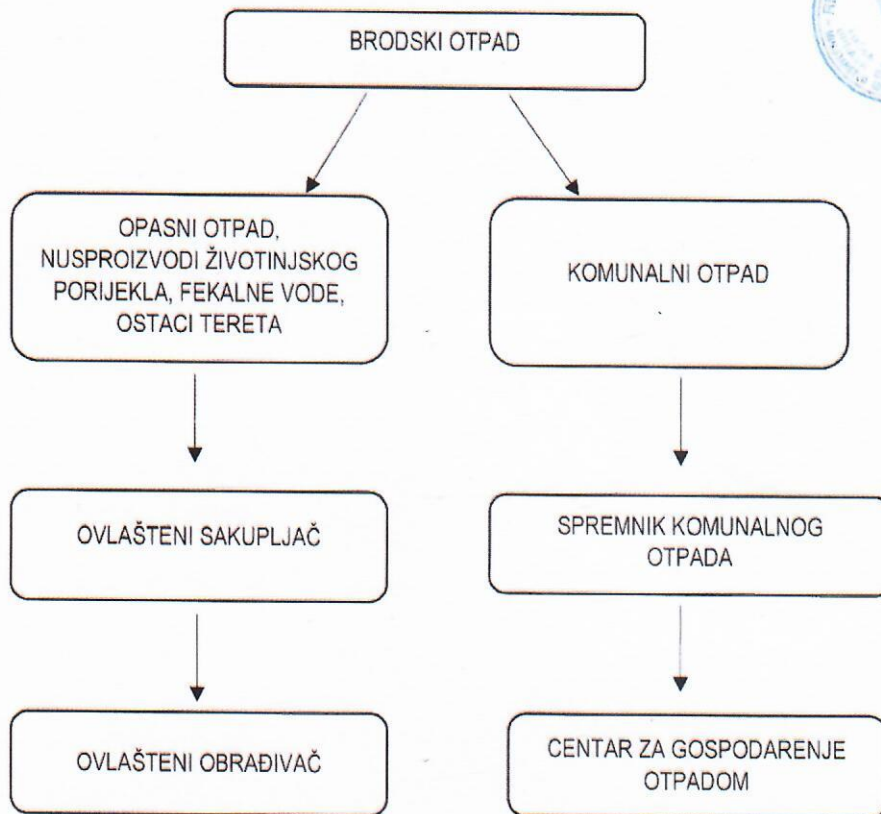 BRODSKI OTPAD
OPASNI OTPAD,
NUSPROIZVODI ŽIVOTINJSKOG
PORIJEKLA, FEKALNE VODE,
OSTACI TERETA
KOMUNALNI OTPAD
OVLAŠTENI SAKUPLJAČ
SPREMNIK KOMUNALNOG
OTPADA
OVLAŠTENI OBRAĐIVAČ
CENTAR ZA GOSPODARENJE
OTPADOM